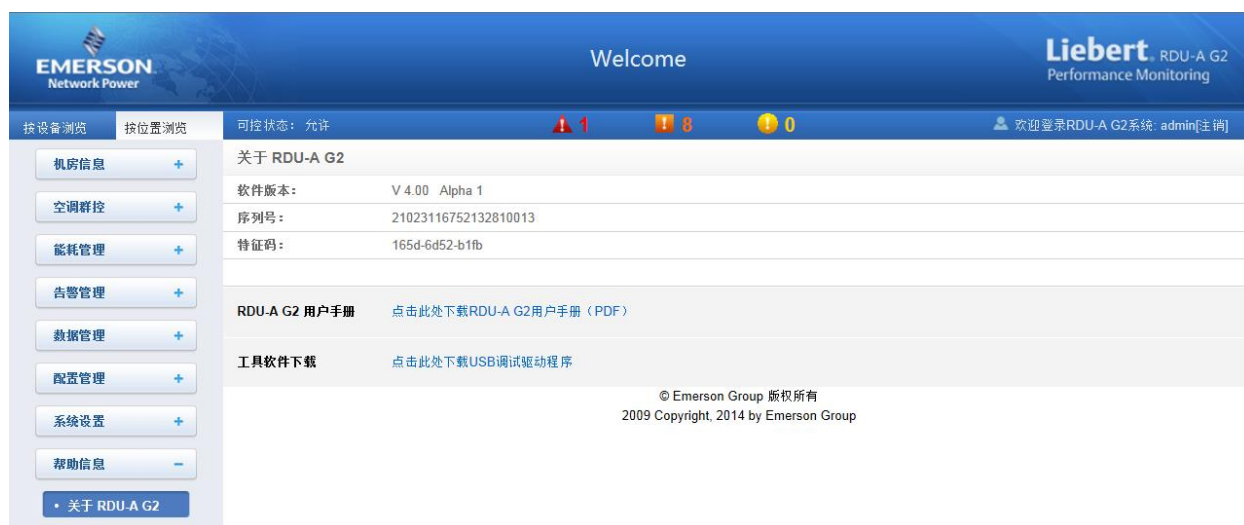 EMERSON
Network Power
Welcome
Liebert® RDU-A G2
Performance Monitoring
按设备浏览 按位置浏览 可控状态：允许 1 8 0 欢迎登录RDU-A G2系统: admin[注销]
机房信息 +
空调群控 +
能耗管理 +
告警管理 +
数据管理 +
配置管理 +
系统设置 +
帮助信息 −
• 关于 RDU-A G2
关于 RDU-A G2
软件版本： V 4.00 Alpha 1
序列号： 21023116752132810013
特征码： 165d-6d52-b1fb
RDU-A G2 用户手册 点击此处下载RDU-A G2用户手册（PDF）
工具软件下载 点击此处下载USB调试驱动程序
© Emerson Group 版权所有
2009 Copyright, 2014 by Emerson Group